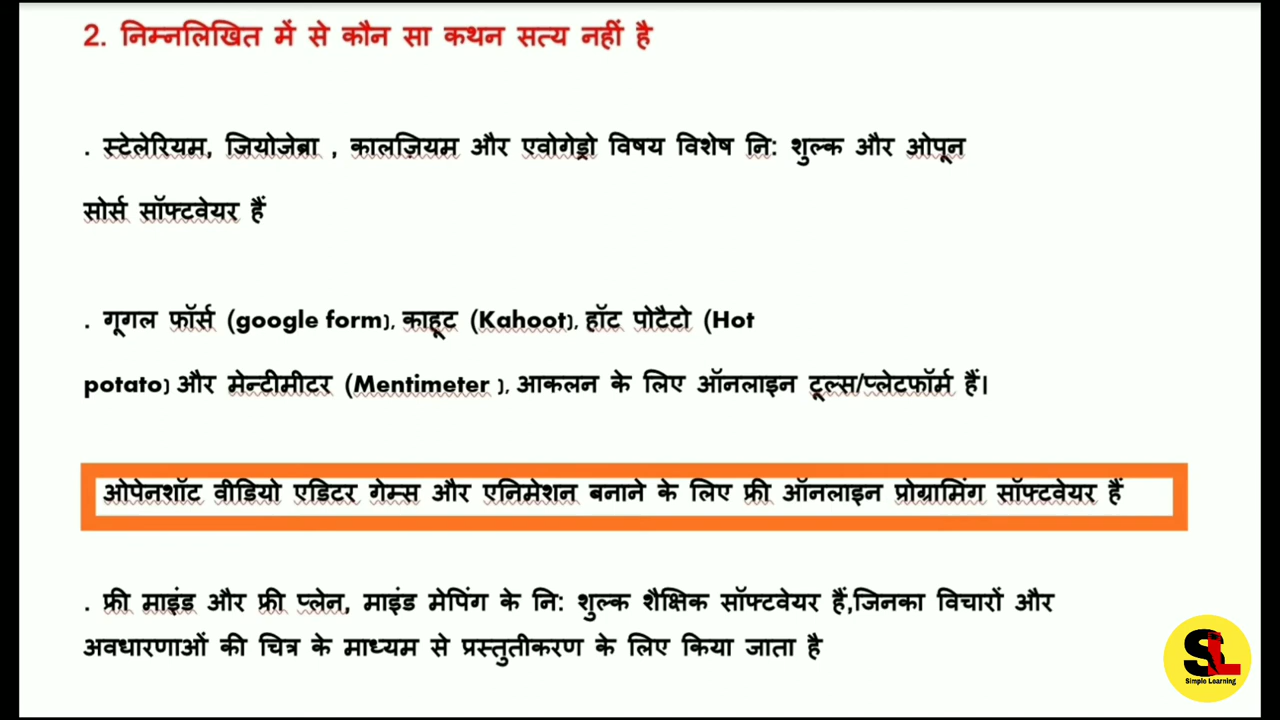 2. निम्नलिखित में से कौन सा कथन सत्य नहीं है
. स्टेलेरियम, जियोजेब्रा , कालज़ियम और एवोगेड्रो विषय विशेष नि: शुल्क और ओपून
सोर्स सॉफ्टवेयर हैं
. गूगल फॉर्स (google form), काहूट (Kahoot), हॉट पोटैटो (Hot
potato) और मेन्टीमीटर (Mentimeter ), आकलन के लिए ऑनलाइन टूल्स/प्लेटफॉर्म हैं।
ओपेनशॉट वीडियो एडिटर गेम्स और एनिमेशन बनाने के लिए फ्री ऑनलाइन प्रोग्रामिंग सॉफ्टवेयर हैं
. फ्री माइंड और फ्री प्लेन, माइंड मेपिंग के नि: शुल्क शैक्षिक सॉफ्टवेयर हैं,जिनका विचारों और
अवधारणाओं की चित्र के माध्यम से प्रस्तुतीकरण के लिए किया जाता है
SL
Simple Learning